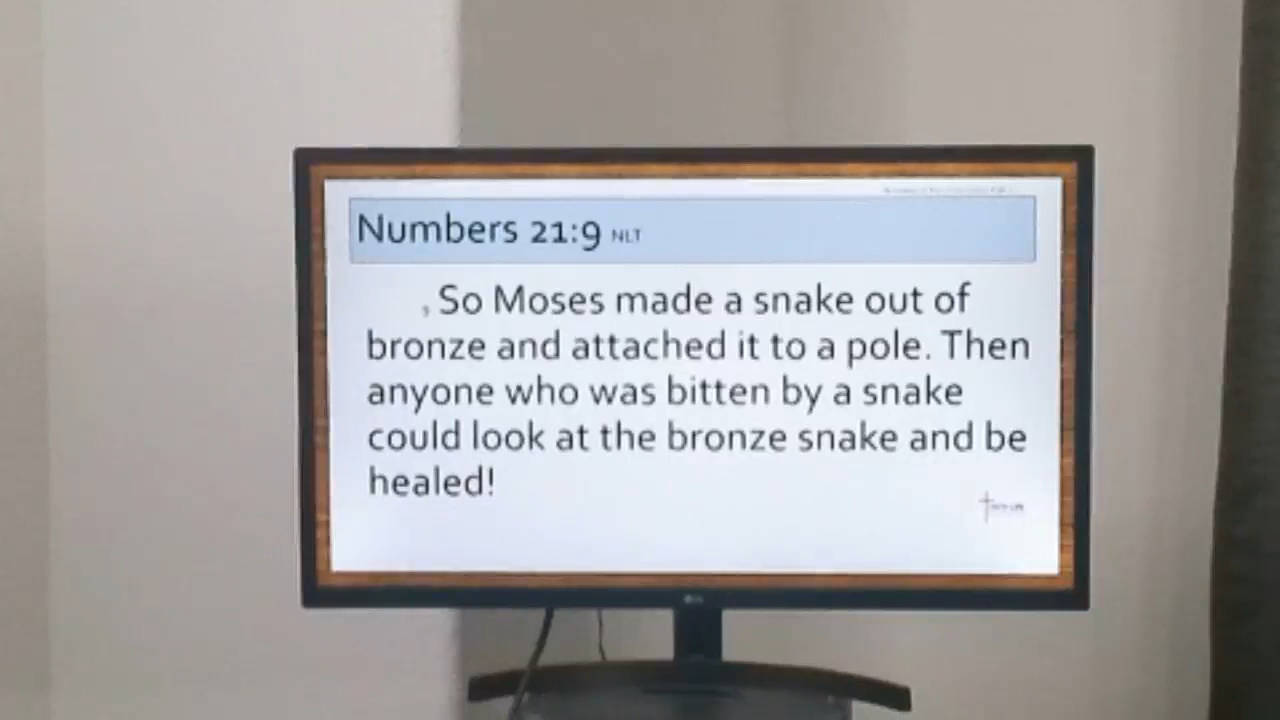 Numbers 21:9 NLT
, So Moses made a snake out of
bronze and attached it to a pole. Then
anyone who was bitten by a snake
could look at the bronze snake and be
healed!
LG